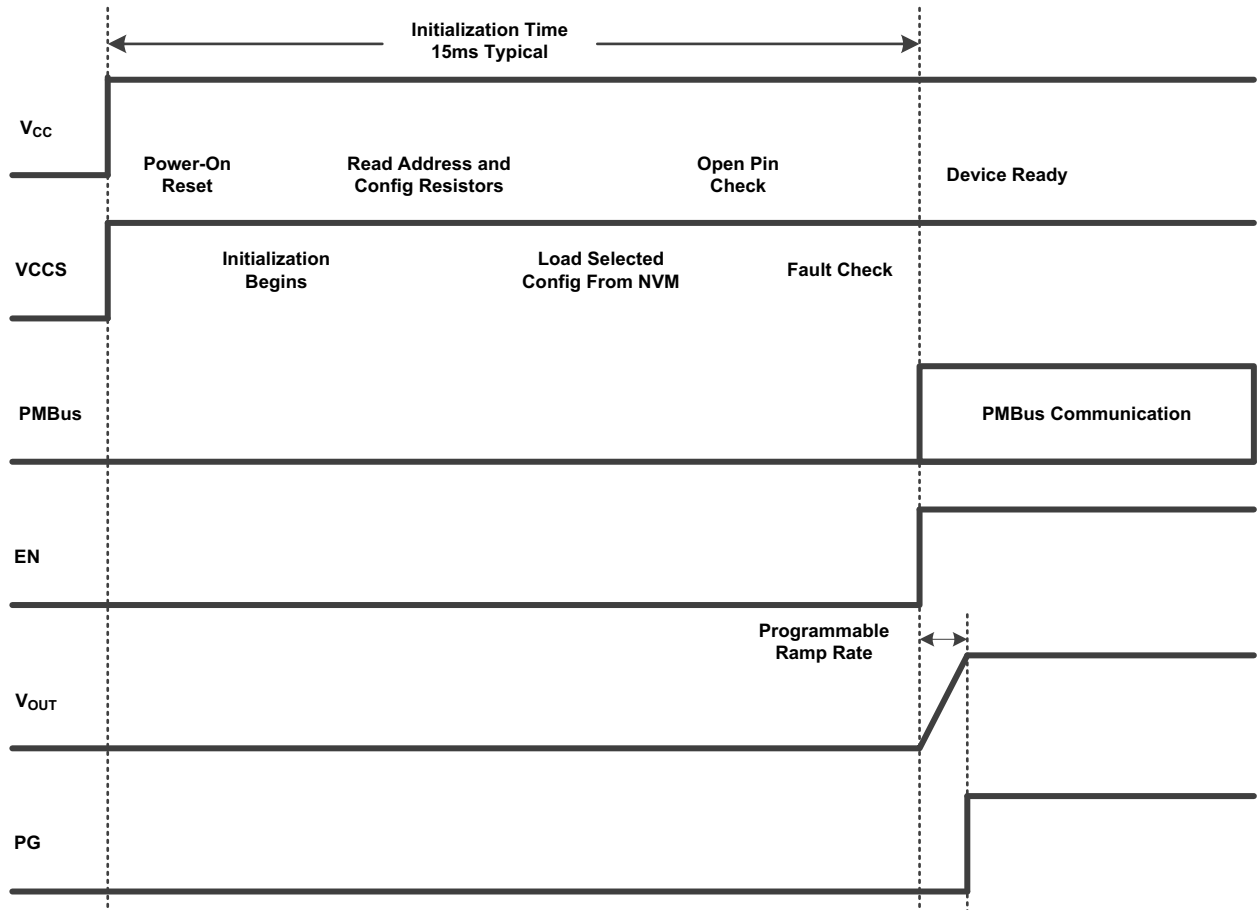 Initialization Time
15ms Typical
VCC
Power-On
Reset
Read Address and
Config Resistors
Open Pin
Check
Device Ready
VCCS
Initialization
Begins
Load Selected
Config From NVM
Fault Check
PMBus
PMBus Communication
EN
Programmable
Ramp Rate
VOUT
PG